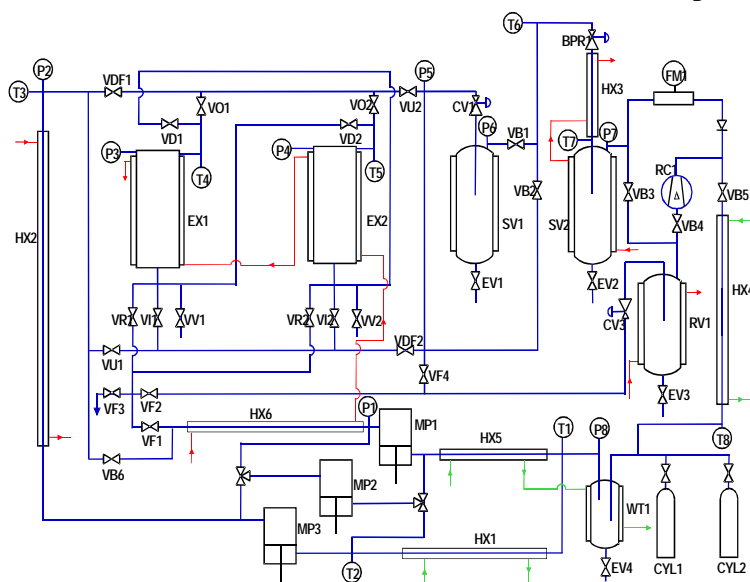 T6
BPR1
P2
P5
FM1
T3
VDF1
HX3
VO1
VO2
VU2
CV1
P6
T7
P7
VD1
VD2
VB1
P3
P4
T4
T5
RC1
VB2
VB3
VB5
EX1
EX2
SV1
SV2
VB4
HX2
EV1
EV2
HX4
VR1
VI1
VV1
VR2
VI2
VV2
CV3
RV1
VDF2
VU1
VF4
VF3
VF2
EV3
HX6
P1
MP1
T1
VF1
HX5
P8
T8
VB6
MP2
MP3
WT1
HX1
T2
EV4
CYL1
CYL2